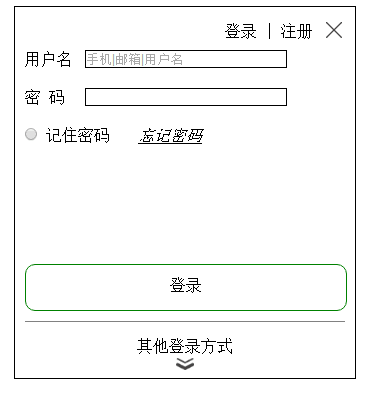 登录 | 注册
用户名 手机|邮箱|用户名
密 码
记住密码 忘记密码
登录
其他登录方式